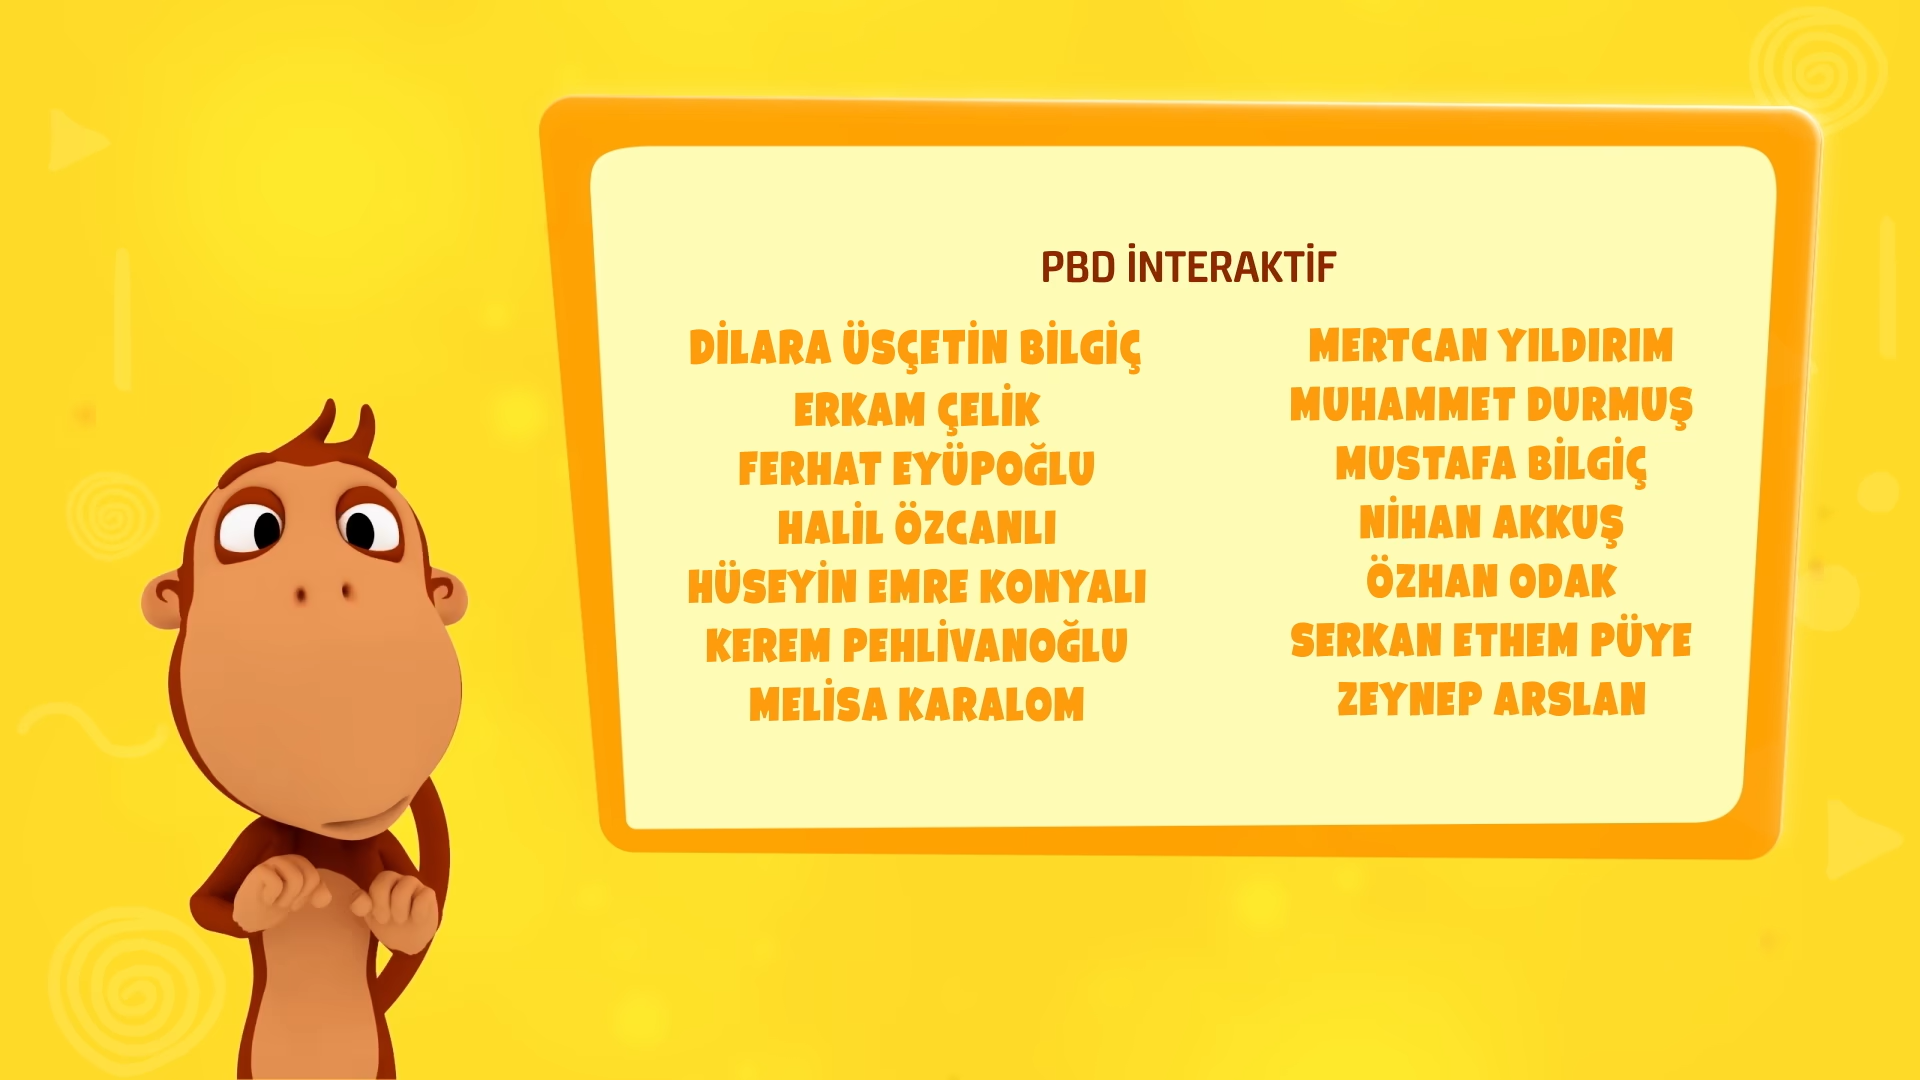 PBD İNTERAKTİF
DİLARA ÜSÇETİN BİLGİÇ
ERKAM ÇELİK
FERHAT EYÜPOĞLU
HALİL ÖZCANLI
HÜSEYİN EMRE KONYALI
KEREM PEHLİVANOĞLU
MELİSA KARALOM
MERTCAN YILDIRIM
MUHAMMET DURMUŞ
MUSTAFA BİLGİÇ
NİHAN AKKUŞ
ÖZHAN ODAK
SERKAN ETHEM PÜYE
ZEYNEP ARSLAN